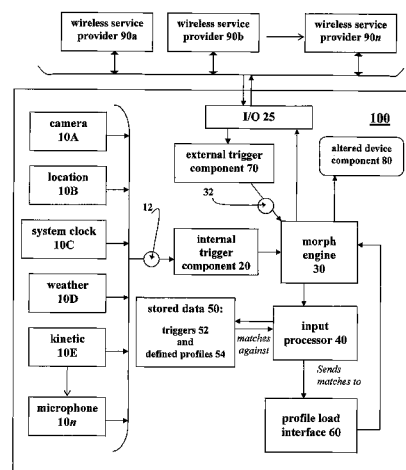 wireless service
provider 90a
wireless service
provider 90b
wireless service
provider 90n
100
I/O 25
camera
10A
external trigger
component 70
altered device
component 80
location
10B
32
12
system clock
10C
internal
trigger
component 20
morph
engine
30
weather
10D
stored data 50:
triggers 52
and
defined profiles 54
matches
against
input
processor 40
kinetic
10E
Sends
matches to
microphone
10n
profile load
interface 60